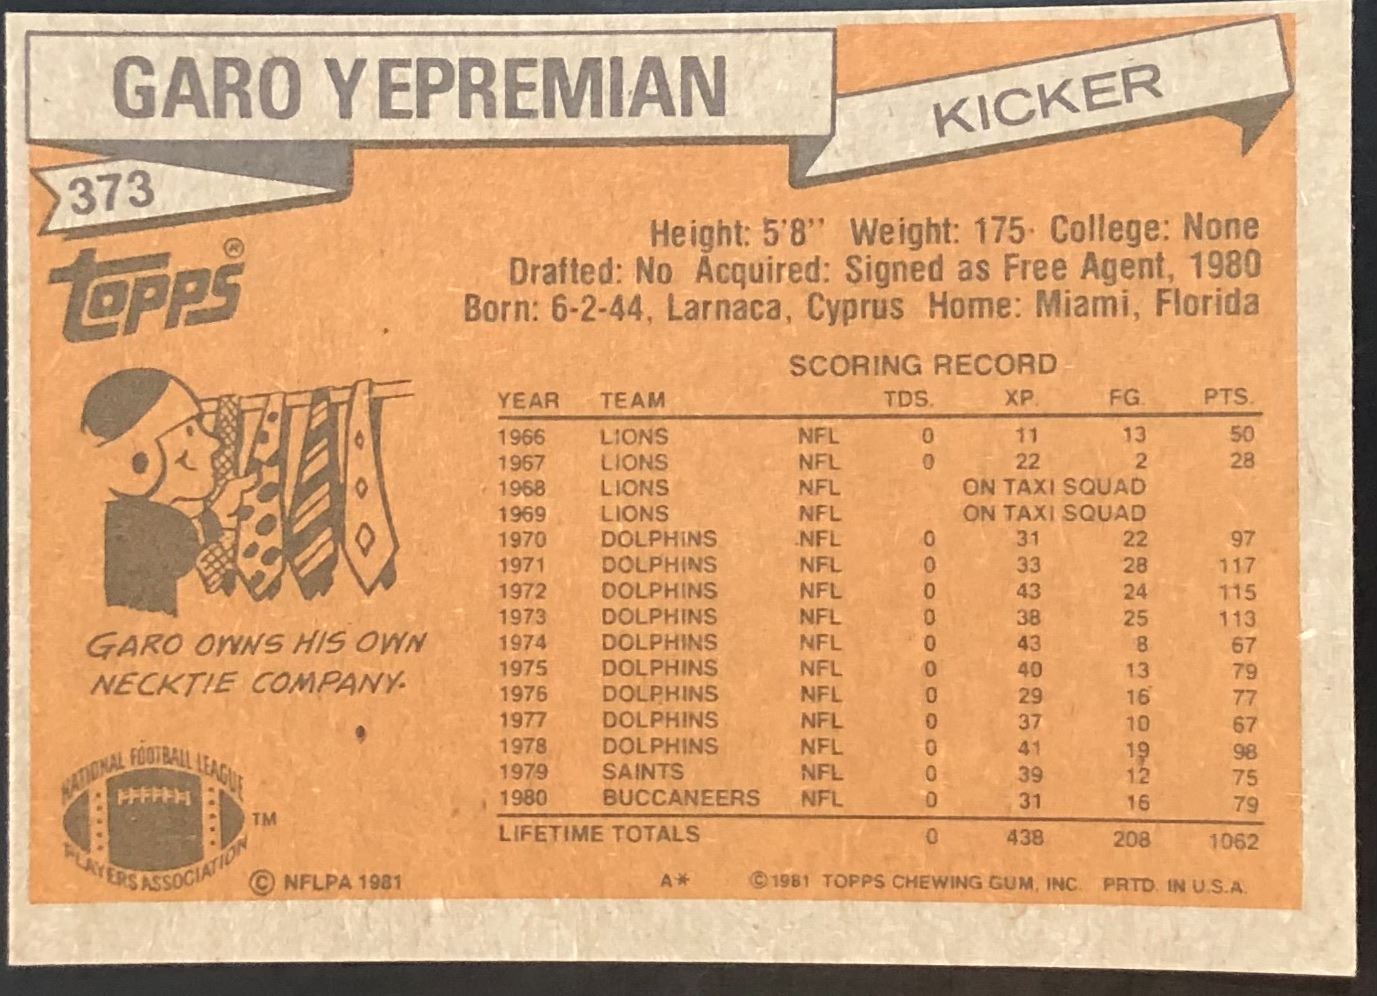 GARO YEPREMIAN
KICKER
373
TOPPS®
Height: 5'8" Weight: 175 College: None
Drafted: No Acquired: Signed as Free Agent, 1980
Born: 6-2-44, Larnaca, Cyprus Home: Miami, Florida
SCORING RECORD
YEAR TEAM TDS. XP. FG. PTS.
1966 LIONS NFL 0 11 13 50
1967 LIONS NFL 0 22 2 28
1968 LIONS NFL ON TAXI SQUAD
1969 LIONS NFL ON TAXI SQUAD
1970 DOLPHINS NFL 0 31 22 97
1971 DOLPHINS NFL 0 33 28 117
1972 DOLPHINS NFL 0 43 24 115
1973 DOLPHINS NFL 0 38 25 113
1974 DOLPHINS NFL 0 43 8 67
1975 DOLPHINS NFL 0 40 13 79
1976 DOLPHINS NFL 0 29 16 77
1977 DOLPHINS NFL 0 37 10 67
1978 DOLPHINS NFL 0 41 19 98
1979 SAINTS NFL 0 39 12 75
1980 BUCCANEERS NFL 0 31 16 79
LIFETIME TOTALS 0 438 208 1062
GARO OWNS HIS OWN
NECKTIE COMPANY.
NATIONAL FOOTBALL LEAGUE
PLAYERS ASSOCIATION
TM
© NFLPA 1981
A* ©1981 TOPPS CHEWING GUM, INC. PRTD. IN U.S.A.